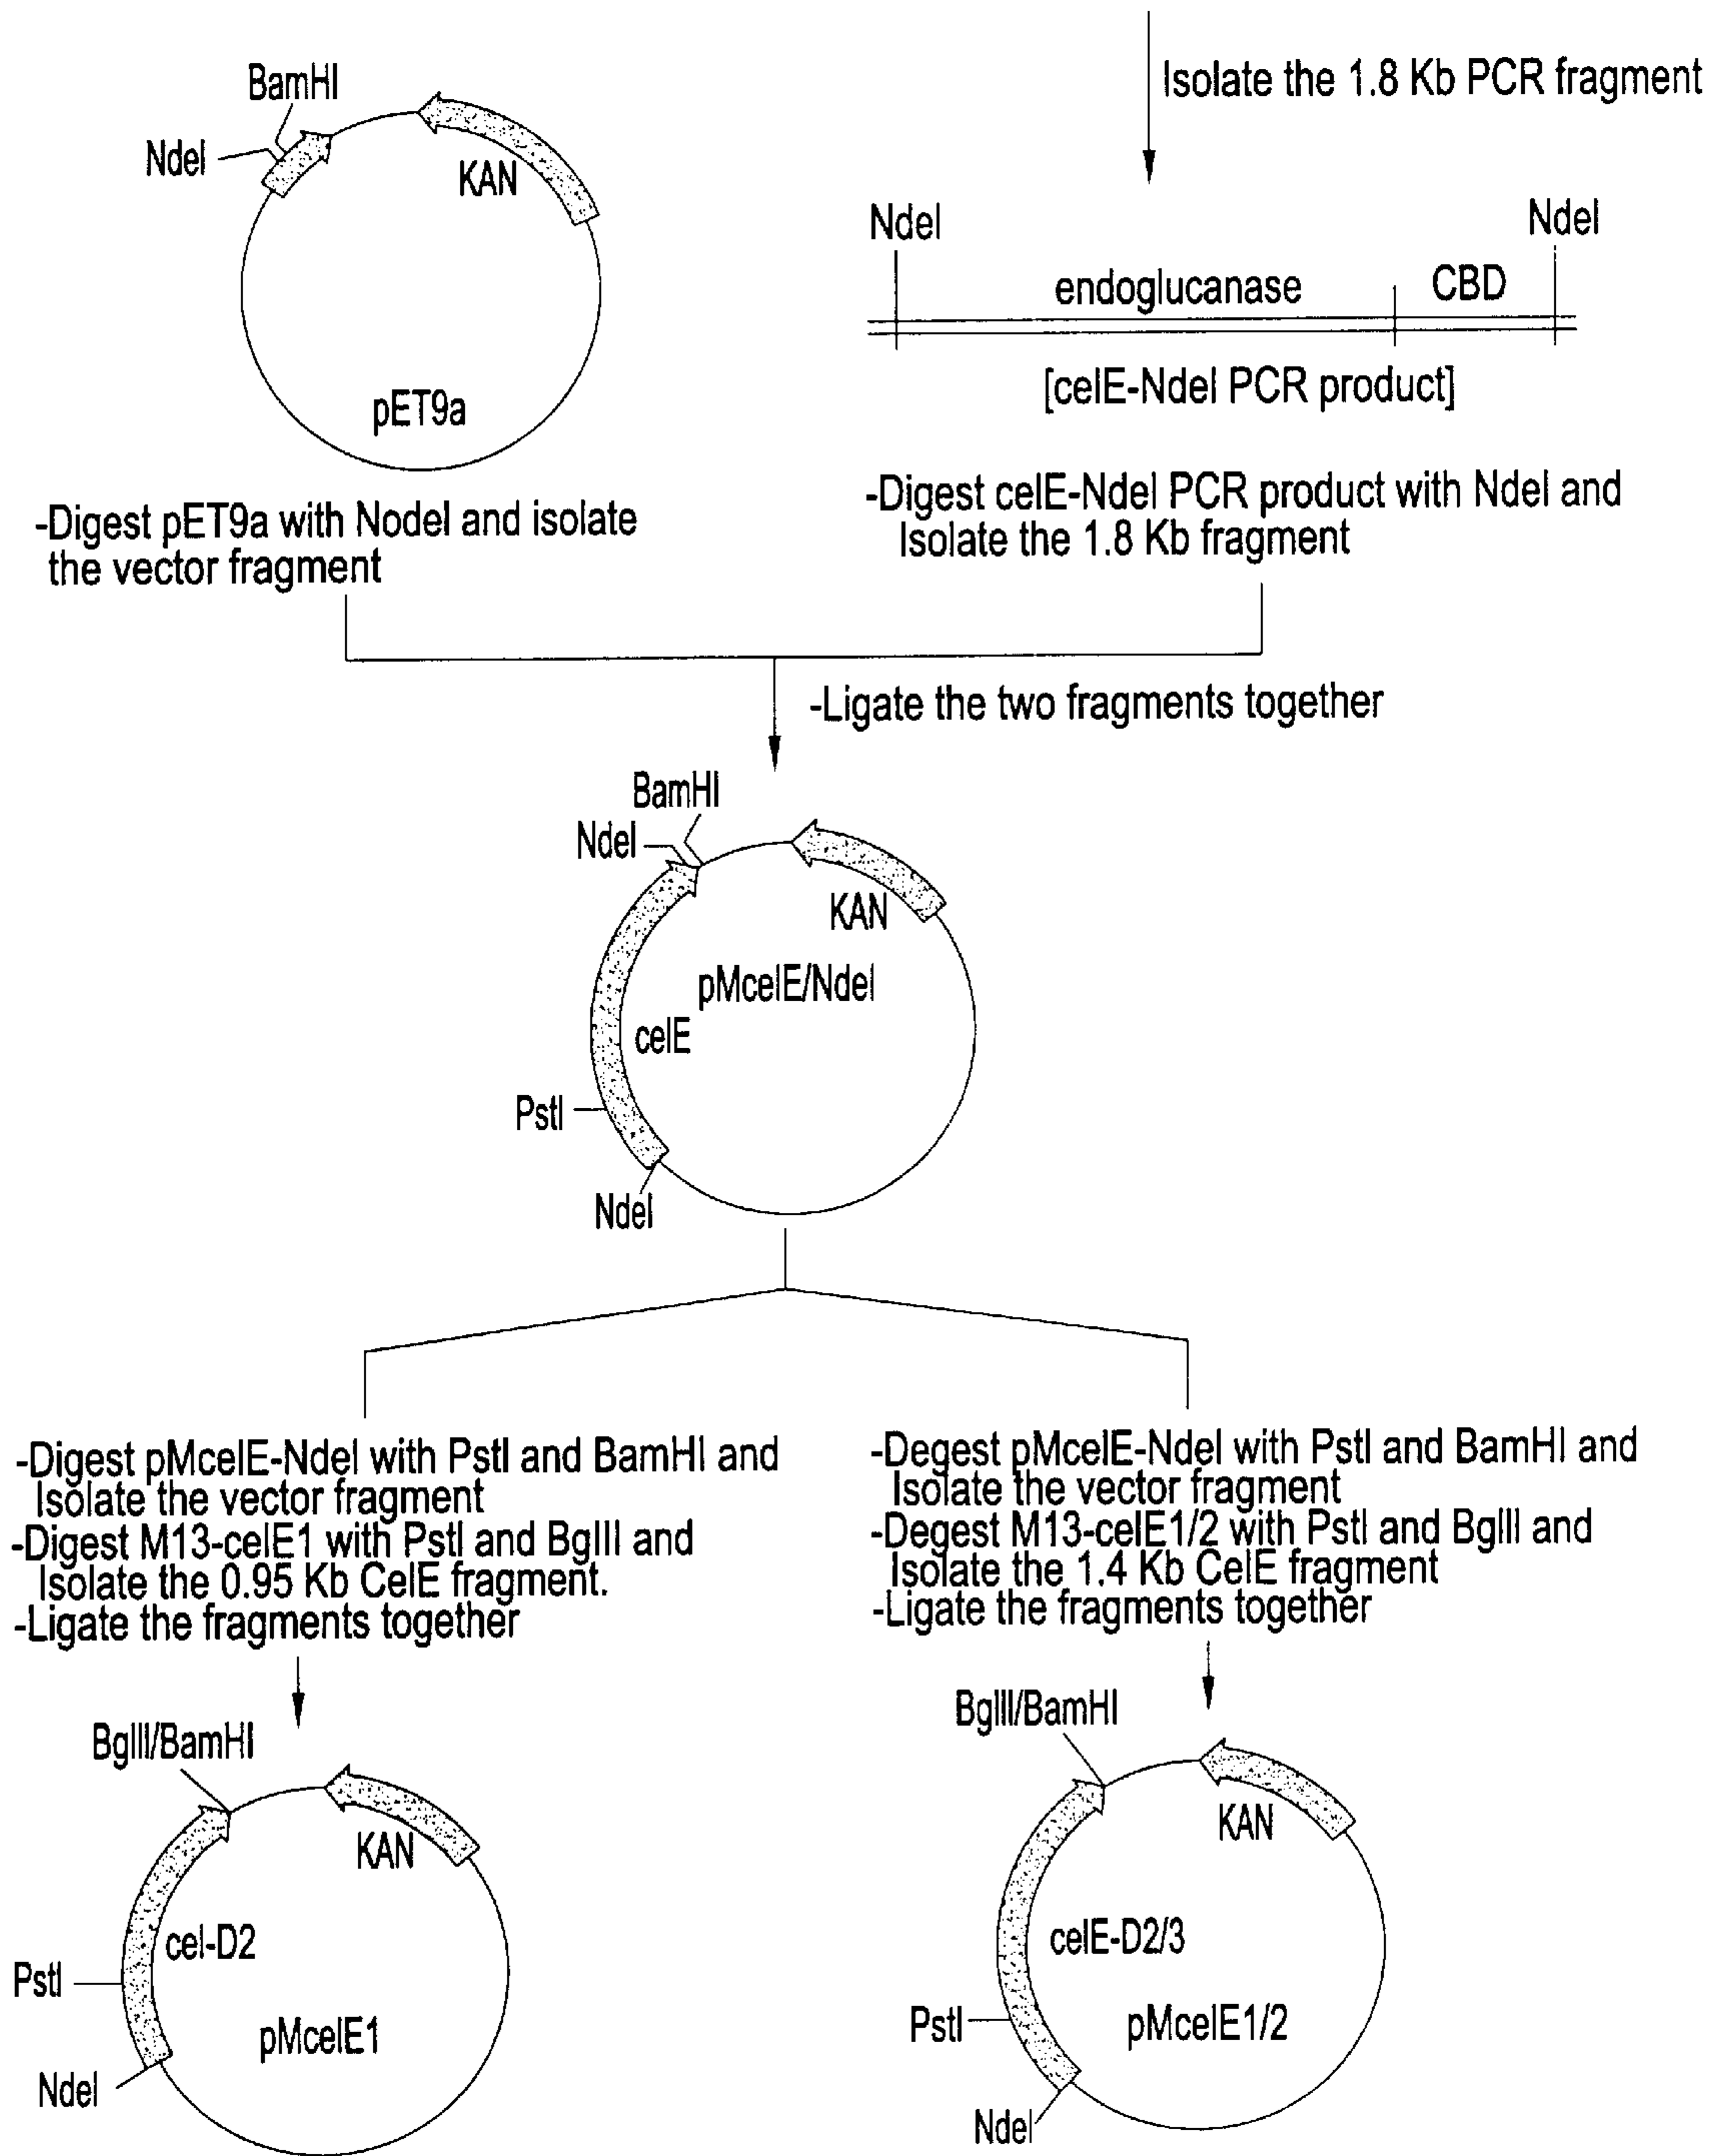 Isolate the 1.8 Kb PCR fragment
BamHI
NdeI
KAN
pET9a
NdeI
NdeI
endoglucanase
CBD
[celE-NdeI PCR product]
-Digest pET9a with NodeI and isolate
the vector fragment
-Digest celE-NdeI PCR product with NdeI and
Isolate the 1.8 Kb fragment
-Ligate the two fragments together
BamHI
NdeI
KAN
pMcelE/NdeI
celE
PstI
NdeI
-Digest pMcelE-NdeI with PstI and BamHI and
Isolate the vector fragment
-Digest M13-celE1 with PstI and BglII and
Isolate the 0.95 Kb CelE fragment.
-Ligate the fragments together
-Degest pMcelE-NdeI with PstI and BamHI and
Isolate the vector fragment
-Degest M13-celE1/2 with PstI and BglII and
Isolate the 1.4 Kb CelE fragment
-Ligate the fragments together
BglII/BamHI
KAN
cel-D2
PstI
pMcelE1
NdeI
BglII/BamHI
KAN
celE-D2/3
PstI
pMcelE1/2
NdeI